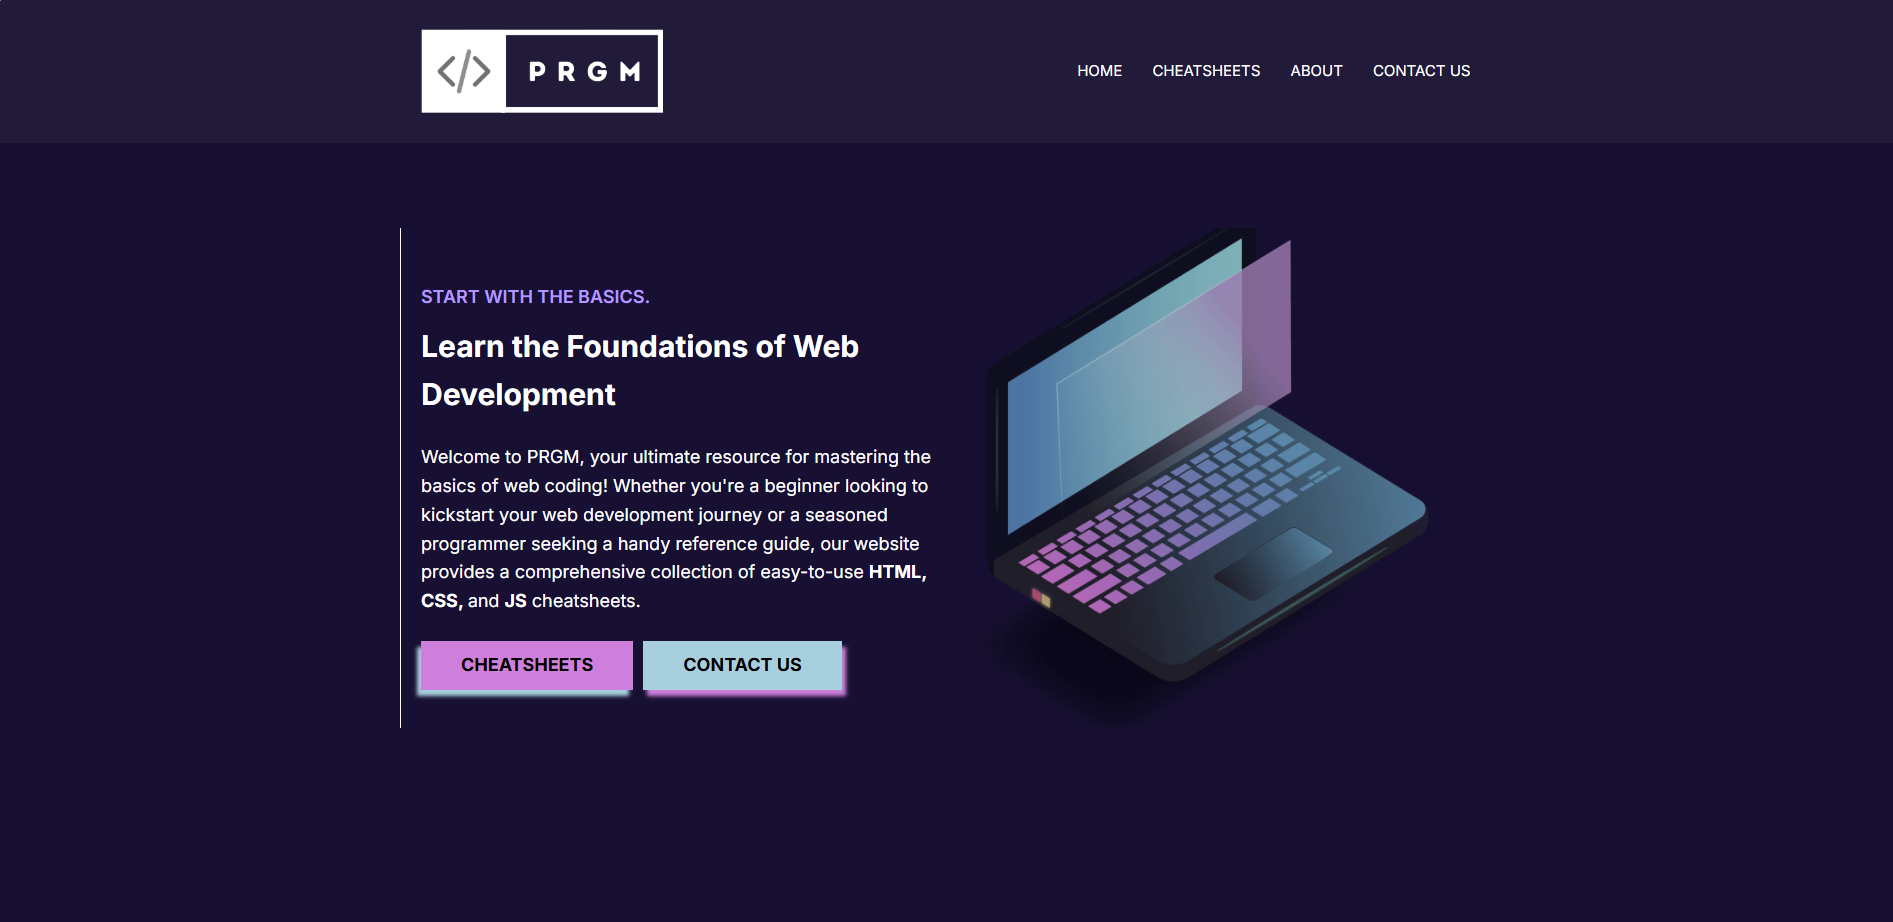 </> PRGM
HOME CHEATSHEETS ABOUT CONTACT US
START WITH THE BASICS.
Learn the Foundations of Web
Development
Welcome to PRGM, your ultimate resource for mastering the
basics of web coding! Whether you're a beginner looking to
kickstart your web development journey or a seasoned
programmer seeking a handy reference guide, our website
provides a comprehensive collection of easy-to-use HTML,
CSS, and JS cheatsheets.
CHEATSHEETS CONTACT US